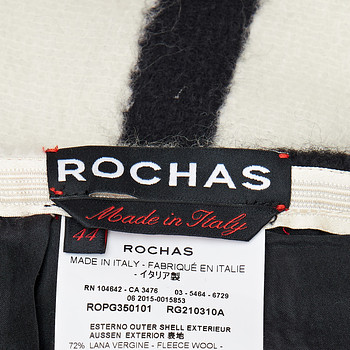 ROCHAS
Made in Italy
44
ROCHAS
MADE IN ITALY - FABRIQUÉ EN ITALIE
- イタリア製
RN 104642 - CA 3476 03 - 5464 - 6729
06 2015-0015853
ROPG350101 RG210310A
ESTERNO OUTER SHELL EXTERIEUR
AUSSEN EXTERIOR 表地
72% LANA VERGINE - FLEECE WOOL -